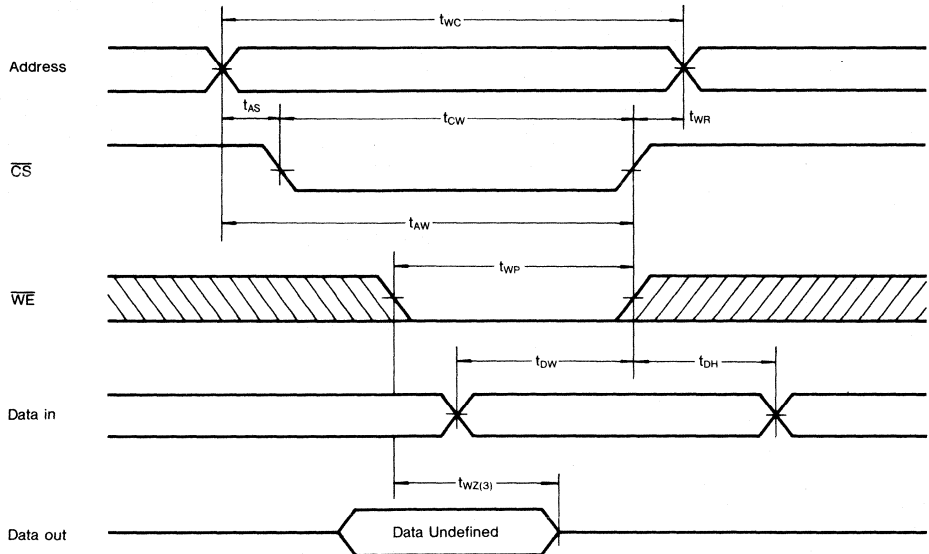 tWC
Address
tAS
tCW
tWR
CS
tAW
tWP
WE
tDW
tDH
Data in
tWZ(3)
Data Undefined
Data out